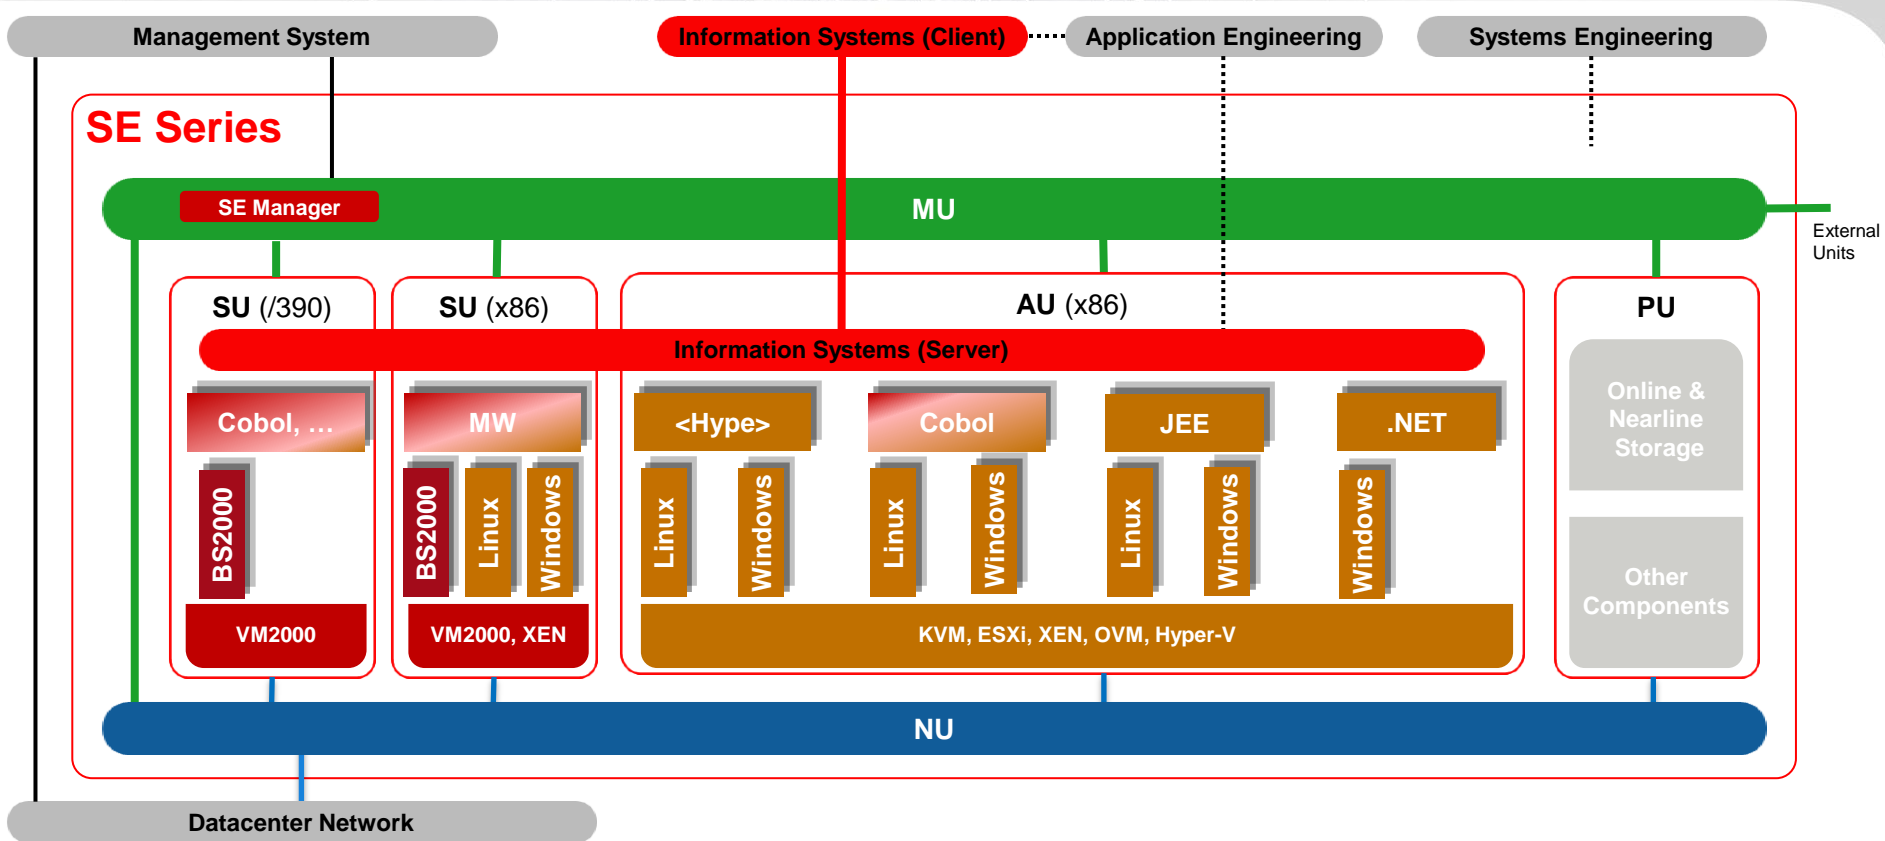 Management System
Information Systems (Client)
Application Engineering
Systems Engineering
SE Series
SE Manager
MU
External
Units
SU (/390)
SU (x86)
AU (x86)
PU
Information Systems (Server)
Cobol, …
MW
<Hype>
Cobol
JEE
.NET
Online &
Nearline
Storage
BS2000
BS2000
Linux
Windows
Linux
Windows
Linux
Windows
Linux
Windows
Windows
Other
Components
VM2000
VM2000, XEN
KVM, ESXi, XEN, OVM, Hyper-V
NU
Datacenter Network